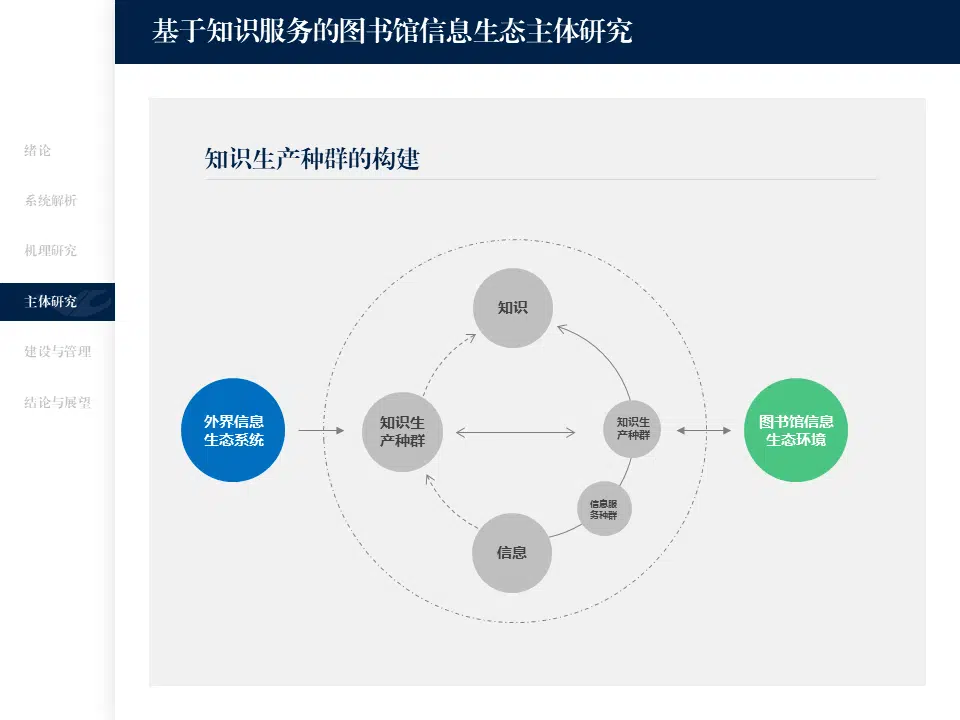 基于知识服务的图书馆信息生态主体研究
绪论
系统解析
机理研究
主体研究
建设与管理
结论与展望
知识生产种群的构建
知识
外界信息
生态系统
知识生
产种群
知识生
产种群
图书馆信息
生态环境
信息服
务种群
信息